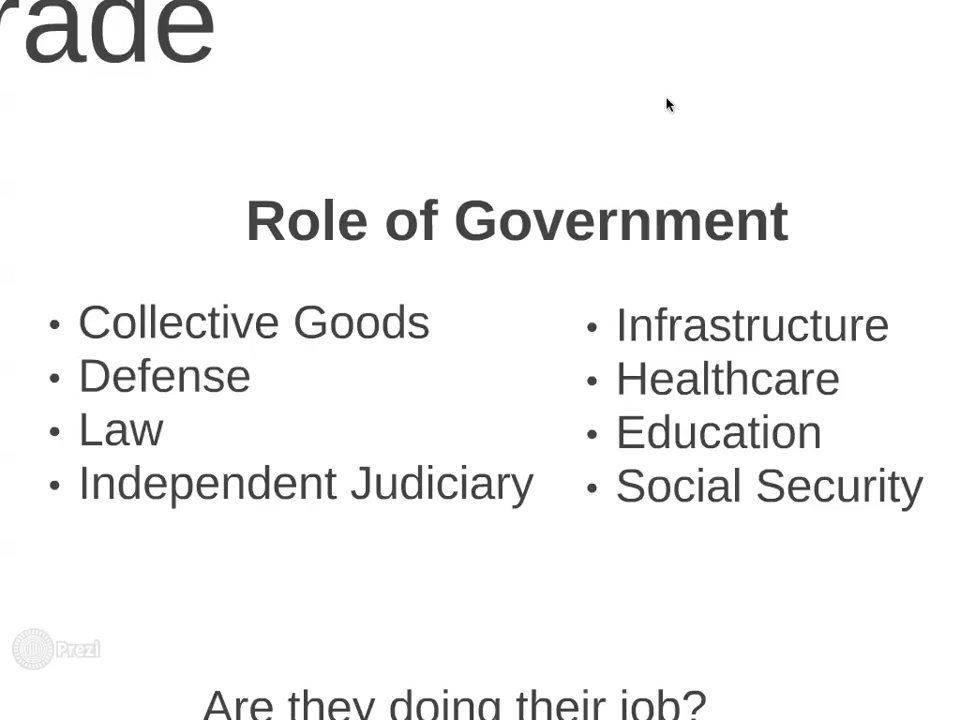 rade
Role of Government
• Collective Goods
• Defense
• Law
• Independent Judiciary
• Infrastructure
• Healthcare
• Education
• Social Security
Prezi
Are they doing their job?